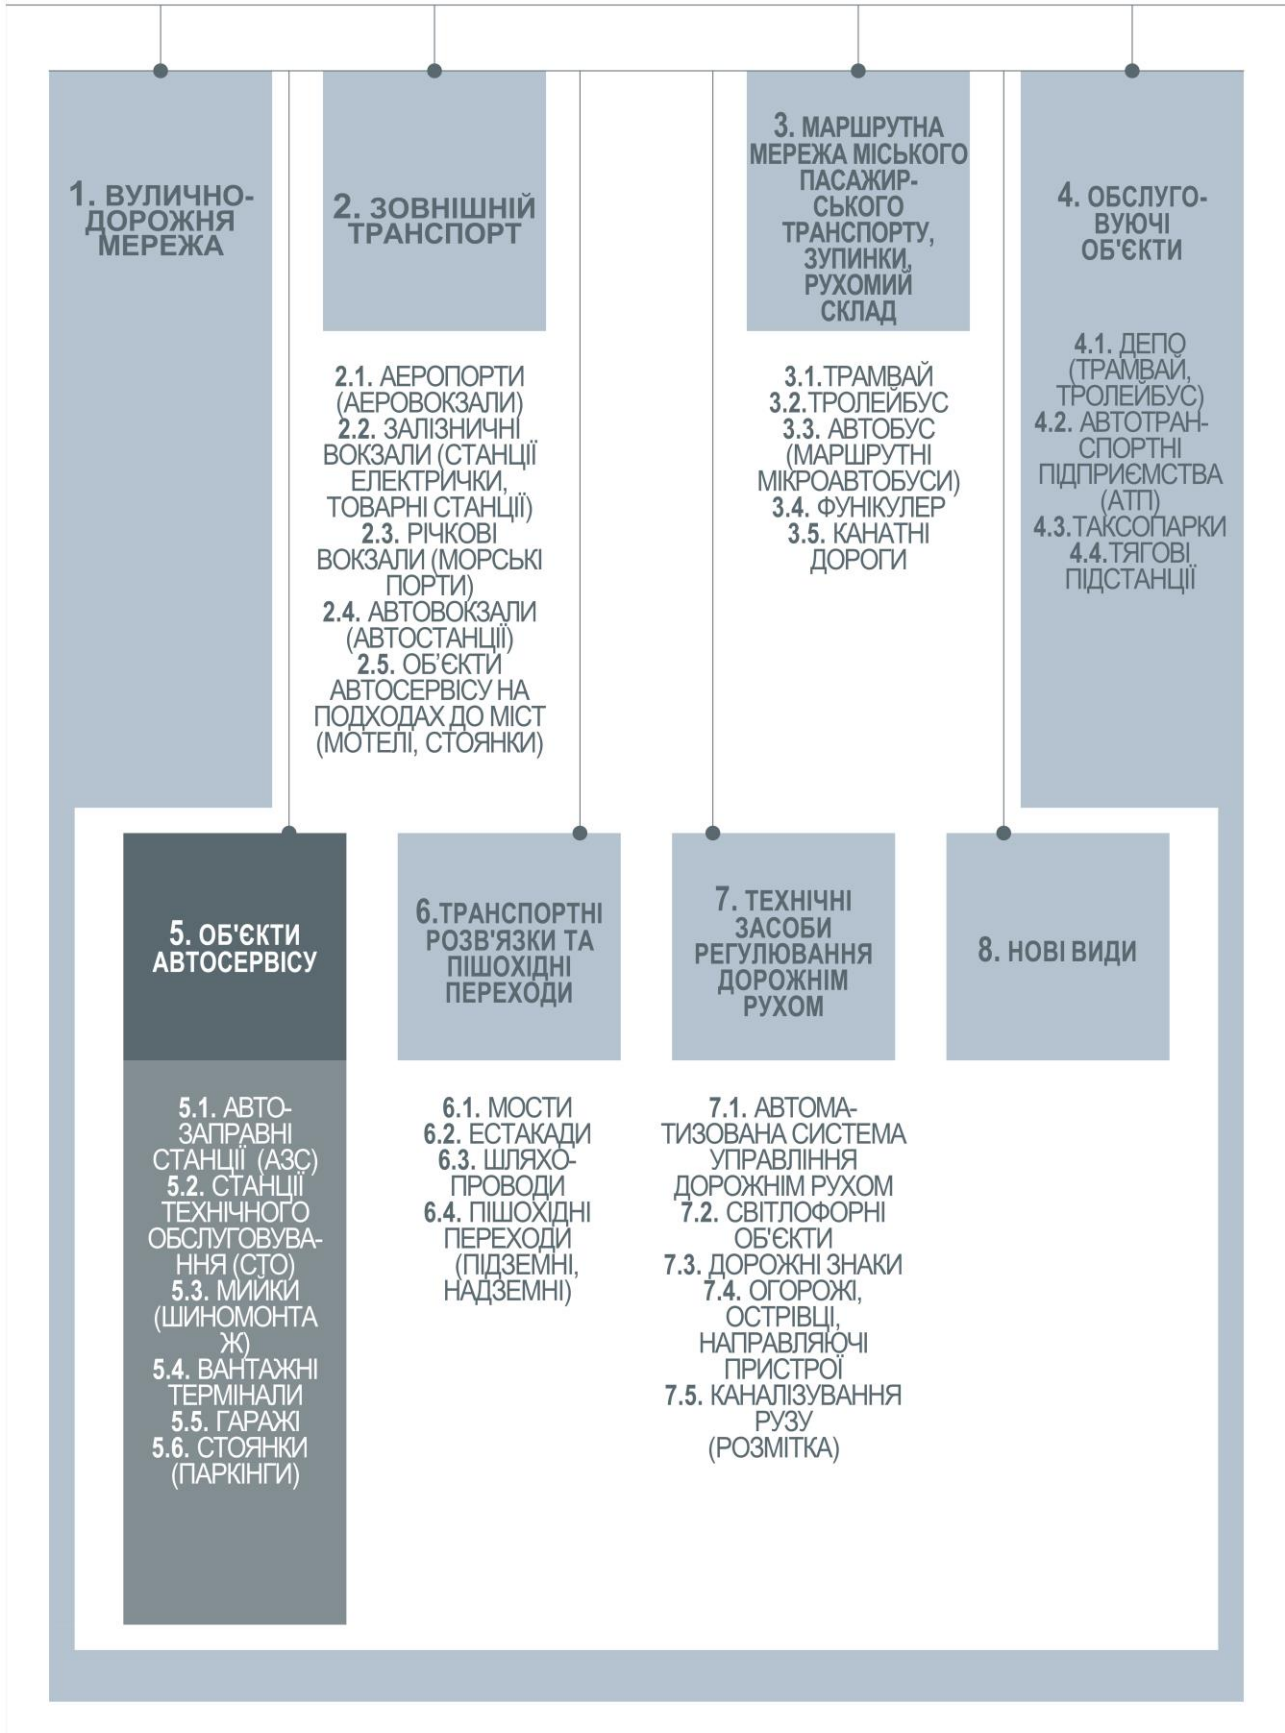 1. ВУЛИЧНО-
ДОРОЖНЯ
МЕРЕЖА
2. ЗОВНІШНІЙ
ТРАНСПОРТ
2.1. АЕРОПОРТИ
(АЕРОВОКЗАЛИ)
2.2. ЗАЛІЗНИЧНІ
ВОКЗАЛИ (СТАНЦІЇ
ЕЛЕКТРИЧКИ,
ТОВАРНІ СТАНЦІЇ)
2.3. РІЧКОВІ
ВОКЗАЛИ (МОРСЬКІ
ПОРТИ)
2.4. АВТОВОКЗАЛИ
(АВТОСТАНЦІЇ)
2.5. ОБ’ЄКТИ
АВТОСЕРВІСУ НА
ПОДХОДАХ ДО МІСТ
(МОТЕЛІ, СТОЯНКИ)
3. МАРШРУТНА
МЕРЕЖА МІСЬКОГО
ПАСАЖИР-
СЬКОГО
ТРАНСПОРТУ,
ЗУПИНКИ,
РУХОМИЙ
СКЛАД
3.1.ТРАМВАЙ
3.2.ТРОЛЕЙБУС
3.3. АВТОБУС
(МАРШРУТНІ
МІКРОАВТОБУСИ)
3.4. ФУНІКУЛЕР
3.5. КАНАТНІ
ДОРОГИ
4. ОБСЛУГО-
ВУЮЧІ
ОБ'ЄКТИ
4.1. ДЕПО
(ТРАМВАЙ,
ТРОЛЕЙБУС)
4.2. АВТОТРАН-
СПОРТНІ
ПІДПРИЄМСТВА
(АТП)
4.3.ТАКСОПАРКИ
4.4.ТЯГОВІ
ПІДСТАНЦІЇ
5. ОБ'ЄКТИ
АВТОСЕРВІСУ
5.1. АВТО-
ЗАПРАВНІ
СТАНЦІЇ (АЗС)
5.2. СТАНЦІЇ
ТЕХНІЧНОГО
ОБСЛУГОВУВА-
ННЯ (СТО)
5.3. МИЙКИ
(ШИНОМОНТА
Ж)
5.4. ВАНТАЖНІ
ТЕРМІНАЛИ
5.5. ГАРАЖІ
5.6. СТОЯНКИ
(ПАРКІНГИ)
6.ТРАНСПОРТНІ
РОЗВ'ЯЗКИ ТА
ПІШОХІДНІ
ПЕРЕХОДИ
6.1. МОСТИ
6.2. ЕСТАКАДИ
6.3. ШЛЯХО-
ПРОВОДИ
6.4. ПІШОХІДНІ
ПЕРЕХОДИ
(ПІДЗЕМНІ,
НАДЗЕМНІ)
7. ТЕХНІЧНІ
ЗАСОБИ
РЕГУЛЮВАННЯ
ДОРОЖНІМ
РУХОМ
7.1. АВТОМА-
ТИЗОВАНА СИСТЕМА
УПРАВЛІННЯ
ДОРОЖНІМ РУХОМ
7.2. СВІТЛОФОРНІ
ОБ'ЄКТИ
7.3. ДОРОЖНІ ЗНАКИ
7.4. ОГОРОЖІ,
ОСТРІВЦІ,
НАПРАВЛЯЮЧІ
ПРИСТРОЇ
7.5. КАНАЛІЗУВАННЯ
РУЗУ
(РОЗМІТКА)
8. НОВІ ВИДИ